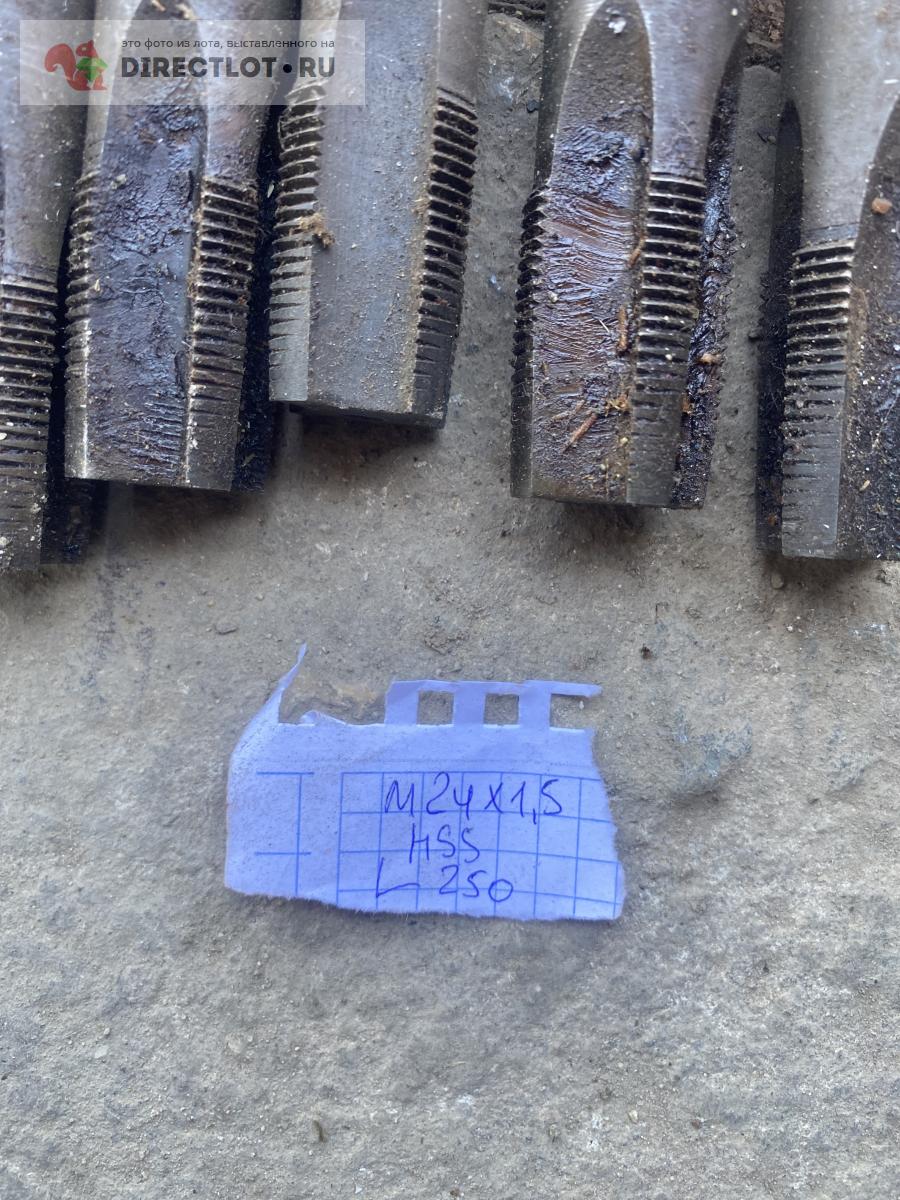 это фото из лота, выставленного на
DIRECTLOT.RU
M24x1,5
HSS
L 250